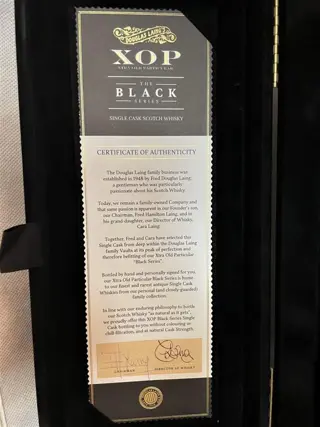 DOUGLAS LAING'S
XOP
XTRA OLD PARTICULAR
THE
BLACK
SERIES
SINGLE CASK SCOTCH WHISKY
CERTIFICATE OF AUTHENTICITY
The Douglas Laing family business was
established in 1948 by Fred Douglas Laing;
a gentleman who was particularly
passionate about his Scotch Whisky.
Today, we remain a family owned Company and
that same passion is apparent in our Founder's son,
our Chairman, Fred Hamilton Laing, and in
his grand daughter, our Director of Whisky,
Cara Laing.
Together, Fred and Cara have selected this
Single Cask from deep within the Douglas Laing
family Vaults at its peak of perfection and
therefore befitting of our Xtra Old Particular
"Black Series".
Bottled by hand and personally signed for you,
our Xtra Old Particular Black Series is home
to our finest and rarest antique Single Cask
Whiskies from our personal (and closely guarded)
family collection.
In line with our enduring philosophy to bottle
our Scotch Whisky "as natural as it gets",
we proudly offer this XOP Black Series Single
Cask bottling to you without colouring or
chill-filtration, and at natural Cask Strength.
CHAIRMAN
DIRECTOR OF WHISKY